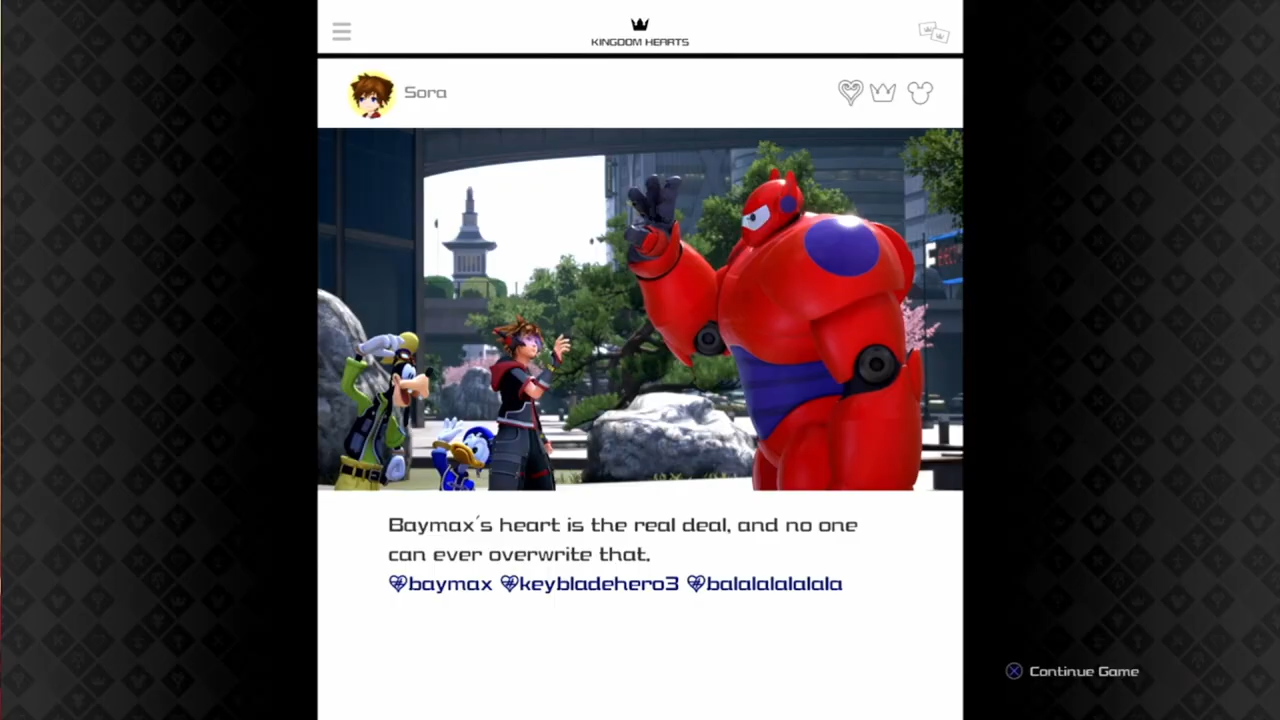 KINGDOM HEARTS
Sora
Baymax's heart is the real deal, and no one
can ever overwrite that.
baymax keybladehero3 balalalalalala
Continue Game